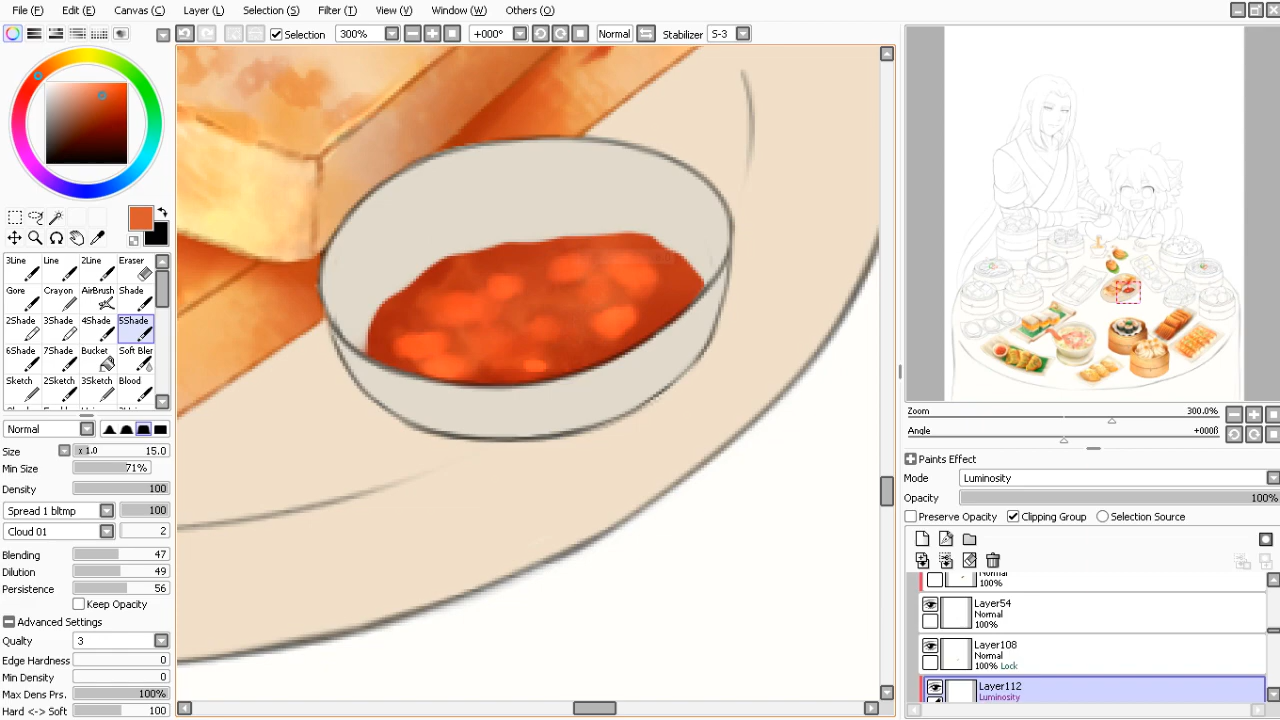 File (F) Edit (E) Canvas (C) Layer (L) Selection (S) Filter (T) View (V) Window (W) Others (O)
Selection 300% +000° Normal Stabilizer S-3
3Line Line 2Line Eraser
Gore Crayon AirBrush Shade
2Shade 3Shade 4Shade 5Shade
6Shade 7Shade Bucket Soft Bler
Sketch 2Sketch 3Sketch Blood
Normal
Size x 1.0 15.0
Min Size 71%
Density 100
Spread 1 bltmp 100
Cloud 01 2
Blending 47
Dilution 49
Persistence 56
Keep Opacity
Advanced Settings
Qualty 3
Edge Hardness 0
Min Density 0
Max Dens Prs. 100%
Hard <-> Soft 100
Zoom 300.0%
Angle +000ß
Paints Effect
Mode Luminosity
Opacity 100%
Preserve Opacity Clipping Group Selection Source
Normal
100%
Layer54
Normal
100%
Layer108
Normal
100% Lock
Layer112
Luminosity